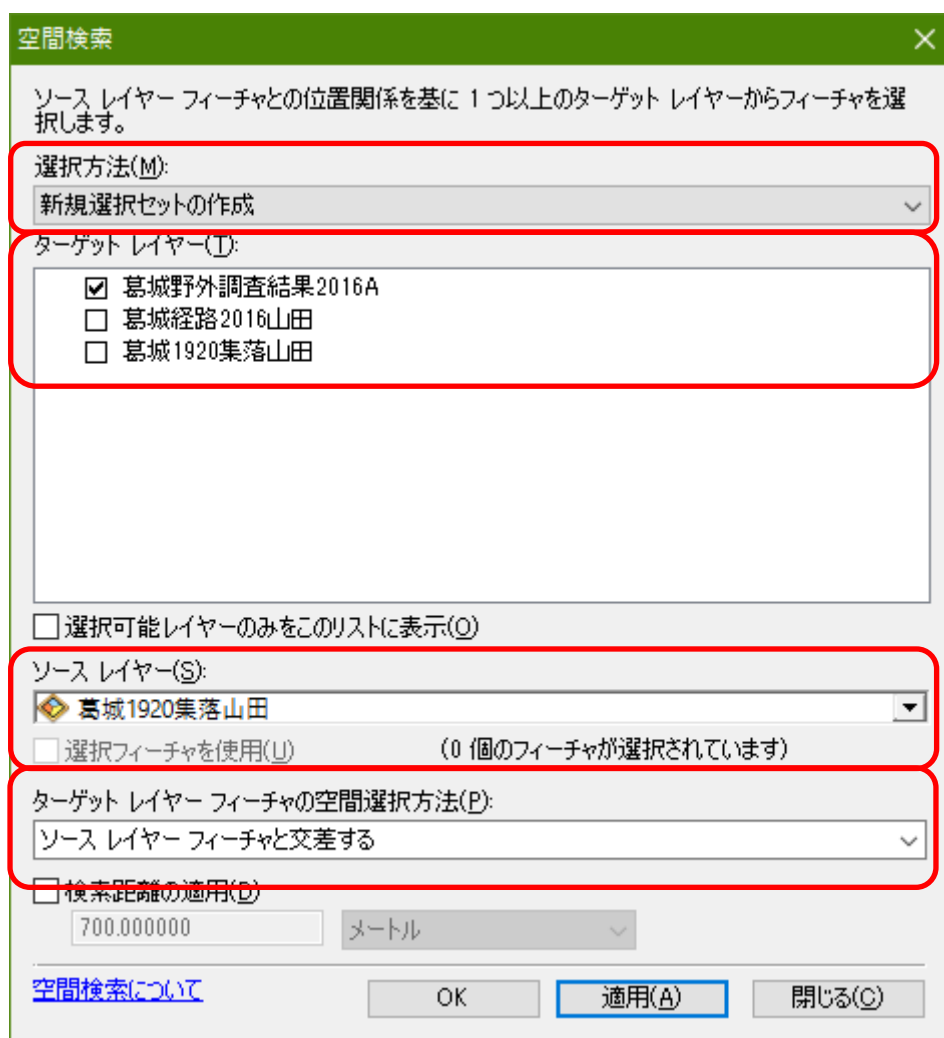 空間検索
ソース レイヤー フィーチャとの位置関係を基に 1 つ以上のターゲット レイヤーからフィーチャを選
択します。
選択方法(M):
新規選択セットの作成
ターゲット レイヤー(T):
葛城野外調査結果2016A
葛城経路2016山田
葛城1920集落山田
選択可能レイヤーのみをこのリストに表示(O)
ソース レイヤー(S):
葛城1920集落山田
選択フィーチャを使用(U) (0 個のフィーチャが選択されています)
ターゲット レイヤー フィーチャの空間選択方法(P):
ソース レイヤー フィーチャと交差する
検索距離の適用(D)
700.000000 メートル
空間検索について OK 適用(A) 閉じる(C)